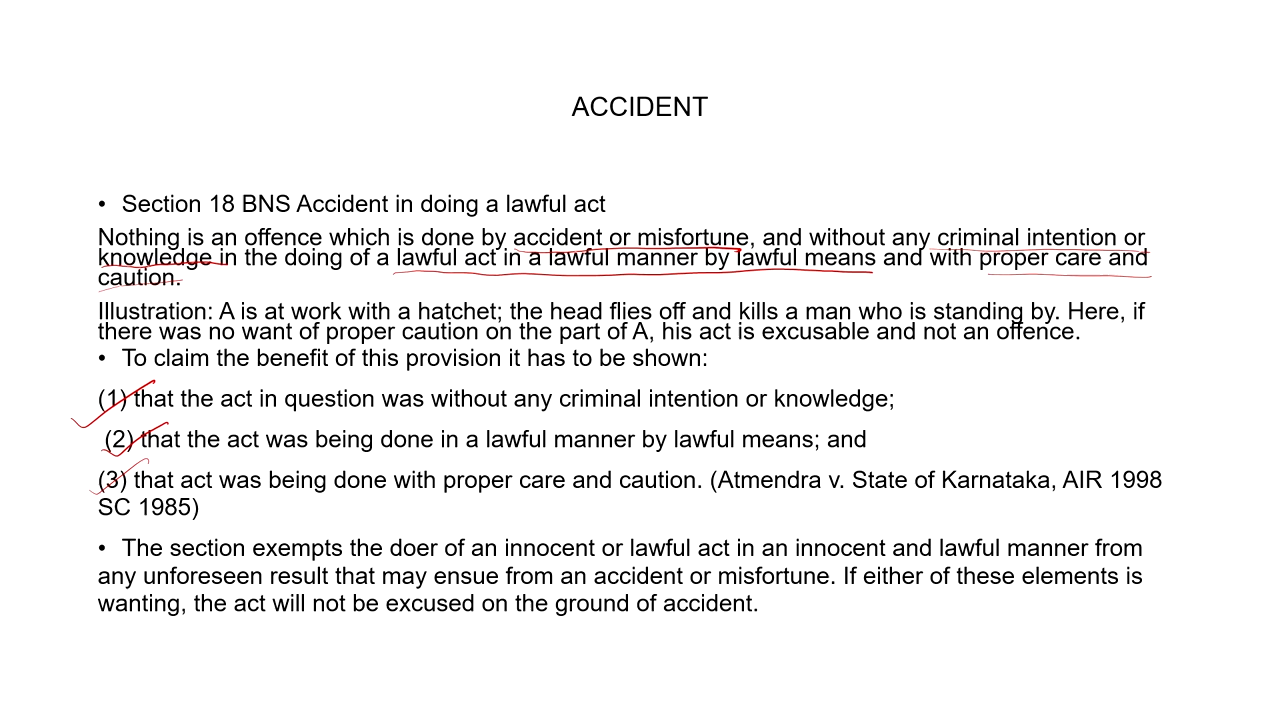 ACCIDENT
• Section 18 BNS Accident in doing a lawful act
Nothing is an offence which is done by accident or misfortune, and without any criminal intention or
knowledge in the doing of a lawful act in a lawful manner by lawful means and with proper care and
caution.
Illustration: A is at work with a hatchet; the head flies off and kills a man who is standing by. Here, if
there was no want of proper caution on the part of A, his act is excusable and not an offence.
• To claim the benefit of this provision it has to be shown:
(1) that the act in question was without any criminal intention or knowledge;
(2) that the act was being done in a lawful manner by lawful means; and
(3) that act was being done with proper care and caution. (Atmendra v. State of Karnataka, AIR 1998
SC 1985)
• The section exempts the doer of an innocent or lawful act in an innocent and lawful manner from
any unforeseen result that may ensue from an accident or misfortune. If either of these elements is
wanting, the act will not be excused on the ground of accident.